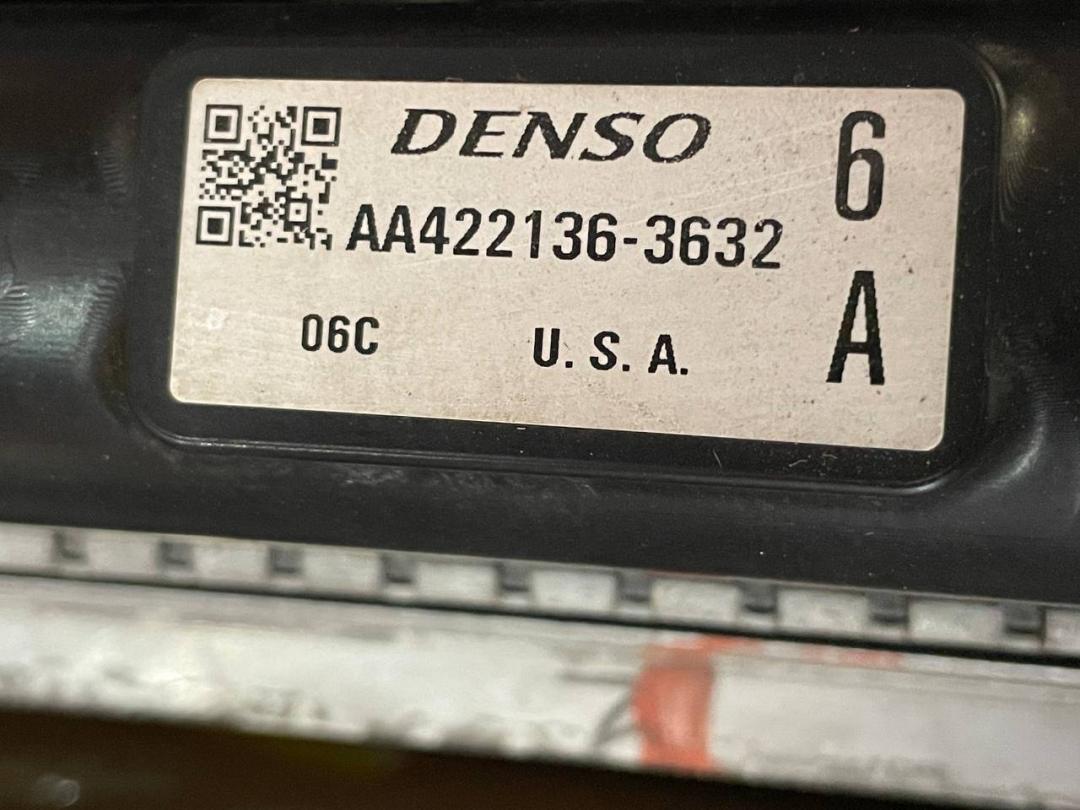 DENSO
6
AA422136-3632
A
06C
U. S. A.